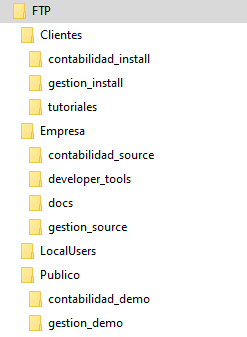 FTP
Clientes
contabilidad_install
gestion_install
tutoriales
Empresa
contabilidad_source
developer_tools
docs
gestion_source
LocalUsers
Publico
contabilidad_demo
gestion_demo